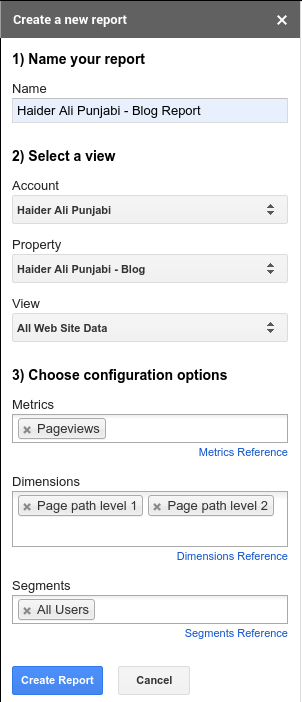 Create a new report ×
1) Name your report
Name
Haider Ali Punjabi - Blog Report
2) Select a view
Account
Haider Ali Punjabi
Property
Haider Ali Punjabi - Blog
View
All Web Site Data
3) Choose configuration options
Metrics
× Pageviews
Metrics Reference
Dimensions
× Page path level 1 × Page path level 2
Dimensions Reference
Segments
× All Users
Segments Reference
Create Report Cancel